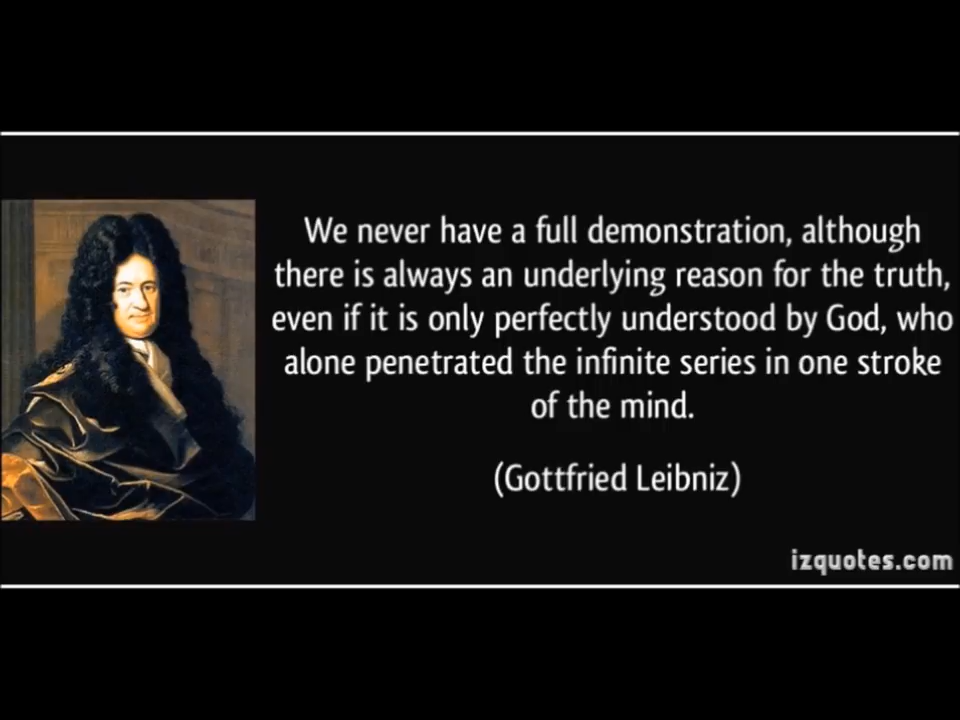 We never have a full demonstration, although
there is always an underlying reason for the truth,
even if it is only perfectly understood by God, who
alone penetrated the infinite series in one stroke
of the mind.
(Gottfried Leibniz)
izquotes.com